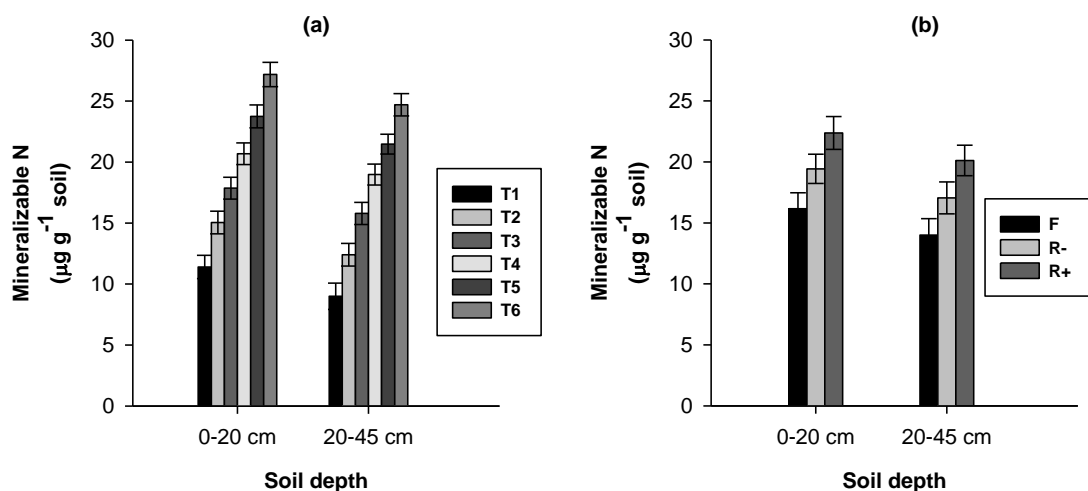 (a)
30
25
20
15
10
5
0
Mineralizable N
(μg g⁻¹ soil)
0-20 cm
20-45 cm
Soil depth
T1
T2
T3
T4
T5
T6
(b)
30
25
20
15
10
5
0
Mineralizable N
(μg g⁻¹ soil)
0-20 cm
20-45 cm
Soil depth
F
R-
R+